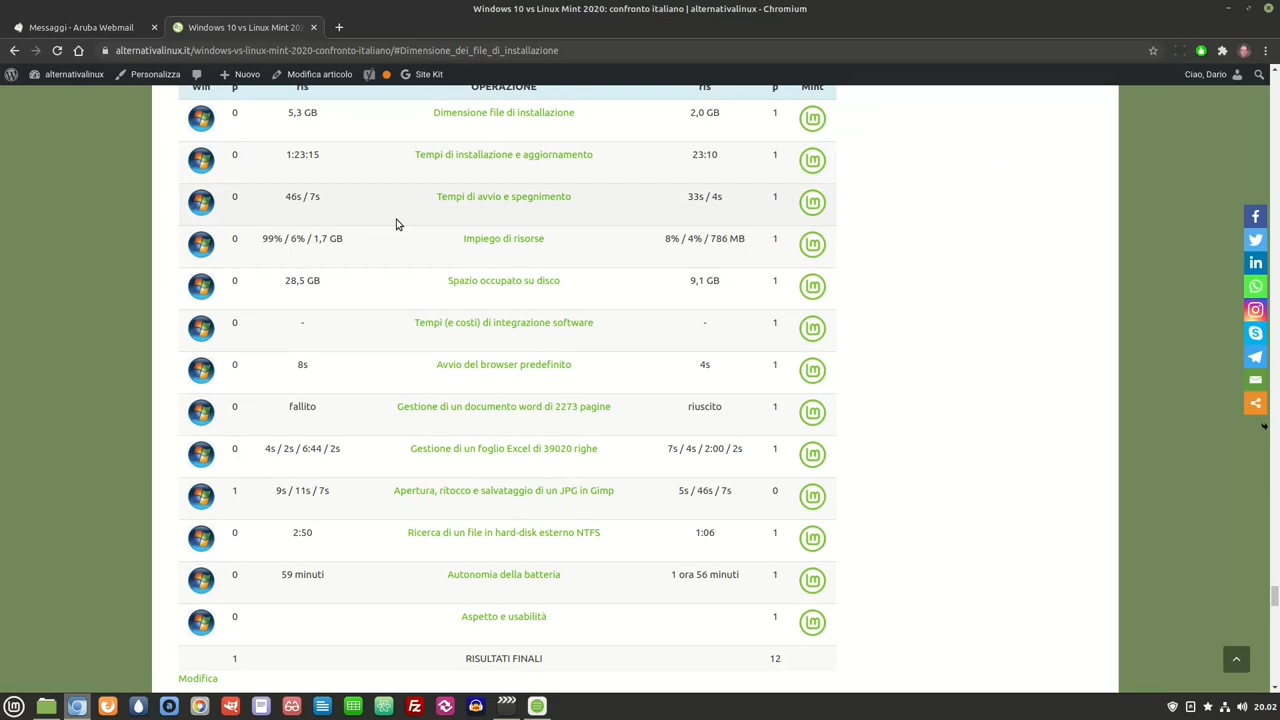 Windows 10 vs Linux Mint 2020: confronto italiano | alternativalinux - Chromium
Messaggi - Aruba Webmail
Windows 10 vs Linux Mint 202
alternativalinux.it/windows-vs-linux-mint-2020-confronto-italiano/#Dimensione_dei_file_di_installazione
alternativalinux Personalizza Nuovo Modifica articolo Site Kit Ciao, Dario
Win p ris OPERAZIONE ris p Mint
0 5,3 GB Dimensione file di installazione 2,0 GB 1
0 1:23:15 Tempi di installazione e aggiornamento 23:10 1
0 46s / 7s Tempi di avvio e spegnimento 33s / 4s 1
0 99% / 6% / 1,7 GB Impiego di risorse 8% / 4% / 786 MB 1
0 28,5 GB Spazio occupato su disco 9,1 GB 1
0 - Tempi (e costi) di integrazione software - 1
0 8s Avvio del browser predefinito 4s 1
0 fallito Gestione di un documento word di 2273 pagine riuscito 1
0 4s / 2s / 6:44 / 2s Gestione di un foglio Excel di 39020 righe 7s / 4s / 2:00 / 2s 1
1 9s / 11s / 7s Apertura, ritocco e salvataggio di un JPG in Gimp 5s / 46s / 7s 0
0 2:50 Ricerca di un file in hard-disk esterno NTFS 1:06 1
0 59 minuti Autonomia della batteria 1 ora 56 minuti 1
0 Aspetto e usabilità 1
1 RISULTATI FINALI 12
Modifica
20.02